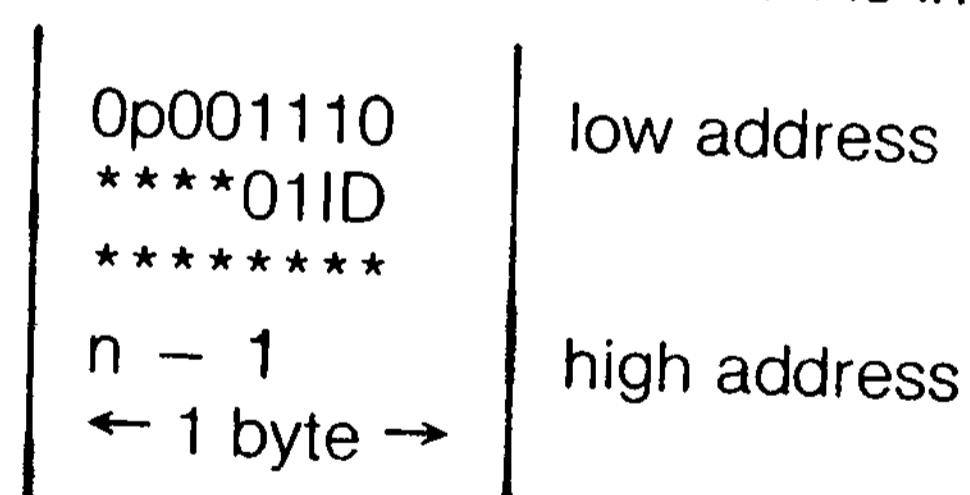 0p001110 low address
****01ID
********
n – 1 high address
← 1 byte →